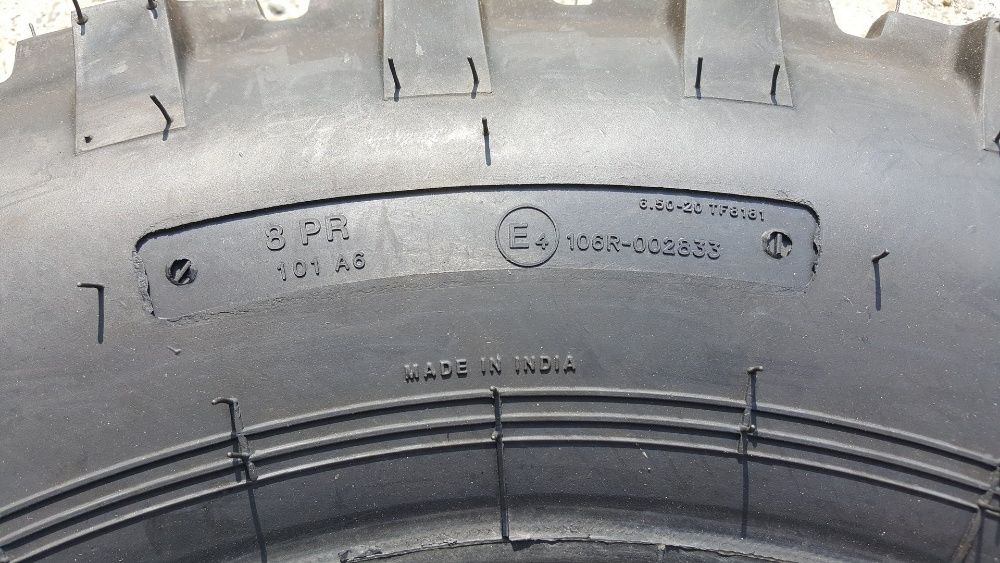 6.50-20 TF8181
8 PR
101 A6
E4 106R-002833
MADE IN INDIA